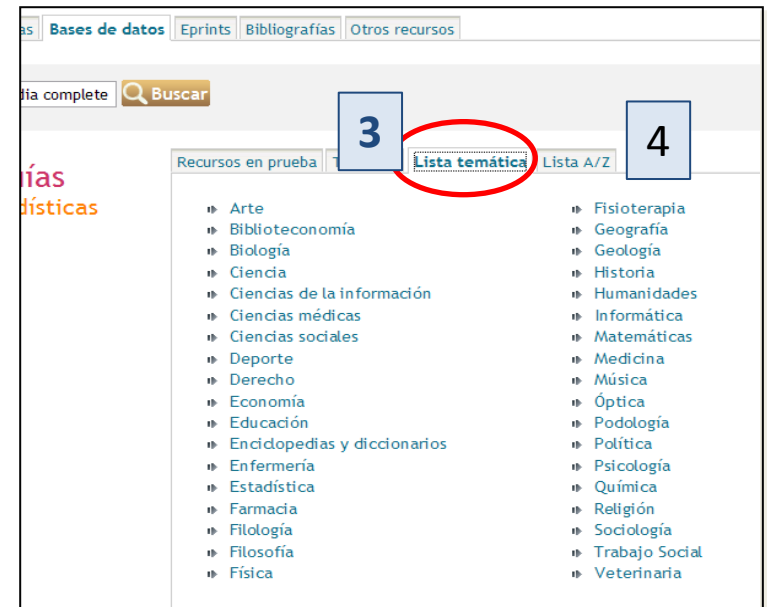 as Bases de datos Eprints Bibliografías Otros recursos
dia complete Buscar
3
4
Recursos en prueba T Lista temática Lista A/Z
ías
dísticas
Arte
Biblioteconomía
Biología
Ciencia
Ciencias de la información
Ciencias médicas
Ciencias sociales
Deporte
Derecho
Economía
Educación
Enciclopedias y diccionarios
Enfermería
Estadística
Farmacia
Filología
Filosofía
Física
Fisioterapia
Geografía
Geología
Historia
Humanidades
Informática
Matemáticas
Medicina
Música
Óptica
Podología
Política
Psicología
Química
Religión
Sociología
Trabajo Social
Veterinaria